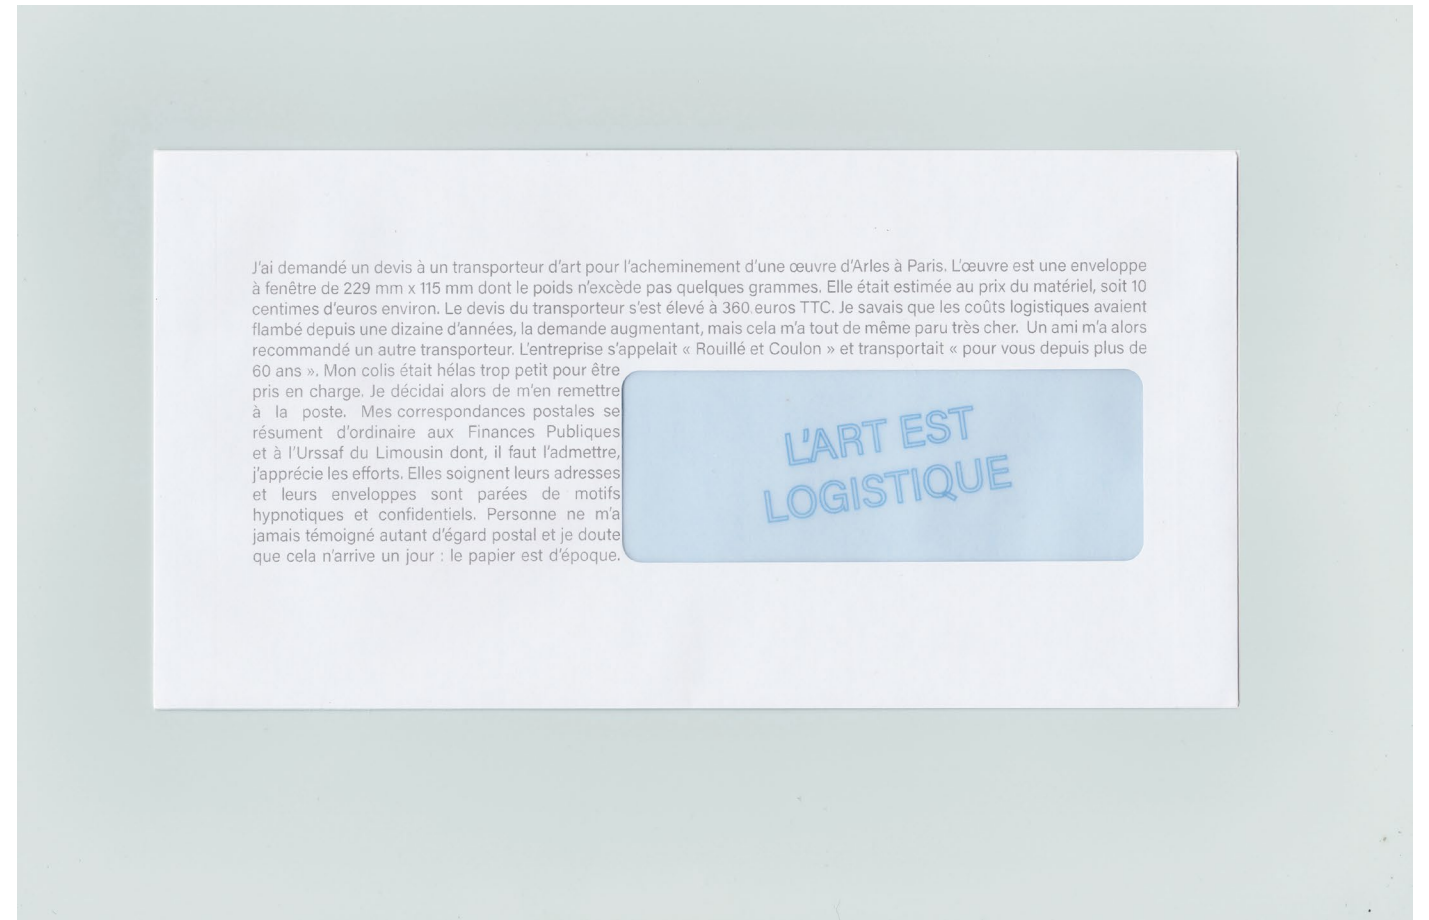 J'ai demandé un devis à un transporteur d'art pour l'acheminement d'une œuvre d'Arles à Paris. L'œuvre est une enveloppe
à fenêtre de 229 mm x 115 mm dont le poids n'excède pas quelques grammes. Elle était estimée au prix du matériel, soit 10
centimes d'euros environ. Le devis du transporteur s'est élevé à 360 euros TTC. Je savais que les coûts logistiques avaient
flambé depuis une dizaine d'années, la demande augmentant, mais cela m'a tout de même paru très cher. Un ami m'a alors
recommandé un autre transporteur. L'entreprise s'appelait « Rouillé et Coulon » et transportait « pour vous depuis plus de
60 ans ». Mon colis était hélas trop petit pour être
pris en charge. Je décidai alors de m'en remettre
à la poste. Mes correspondances postales se
résument d'ordinaire aux Finances Publiques
et à l'Urssaf du Limousin dont, il faut l'admettre,
j'apprécie les efforts. Elles soignent leurs adresses
et leurs enveloppes sont parées de motifs
hypnotiques et confidentiels. Personne ne m'a
jamais témoigné autant d'égard postal et je doute
que cela n'arrive un jour : le papier est d'époque.
L'ART EST
LOGISTIQUE